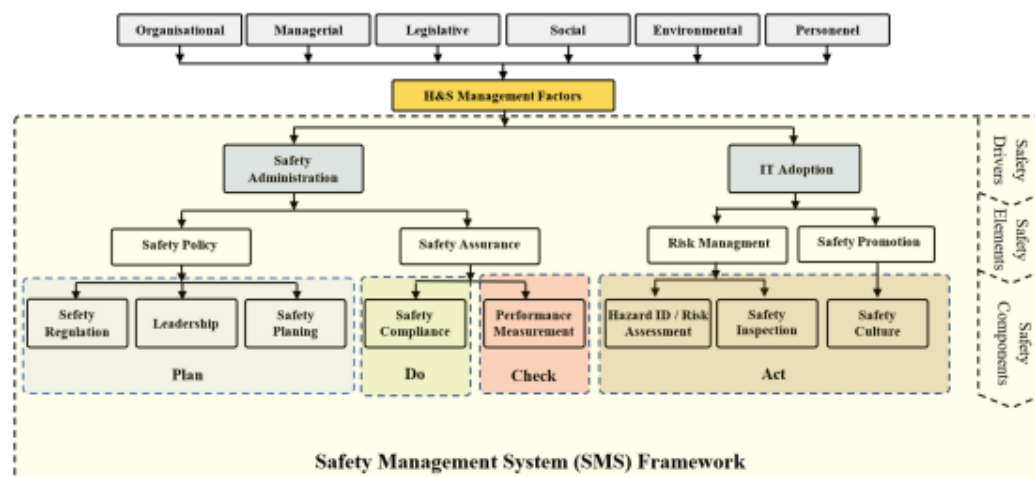 Organisational
Managerial
Legislative
Social
Environmental
Personenel
H&S Management Factors
Safety
Administration
IT Adoption
Safety
Drivers
Safety Policy
Safety Assurance
Risk Managment
Safety Promotion
Safety
Elements
Sefety
Regulation
Leadership
Safety
Planing
Safety
Compliance
Performance
Measurement
Hazard ID / Risk
Assessment
Safety
Inspection
Safety
Culture
Safety
Components
Plan
Do
Check
Act
Safety Management System (SMS) Framework